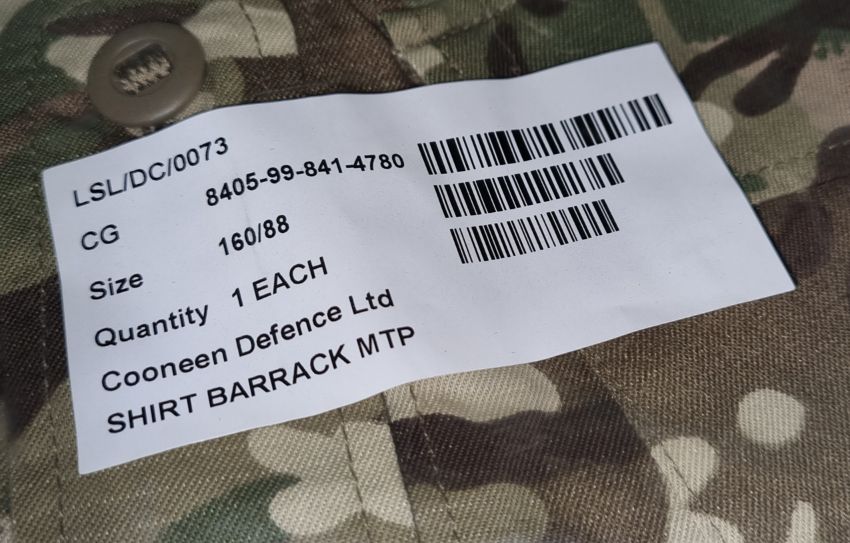 LSL/DC/0073
CG 8405-99-841-4780
Size 160/88
Quantity 1 EACH
Cooneen Defence Ltd
SHIRT BARRACK MTP